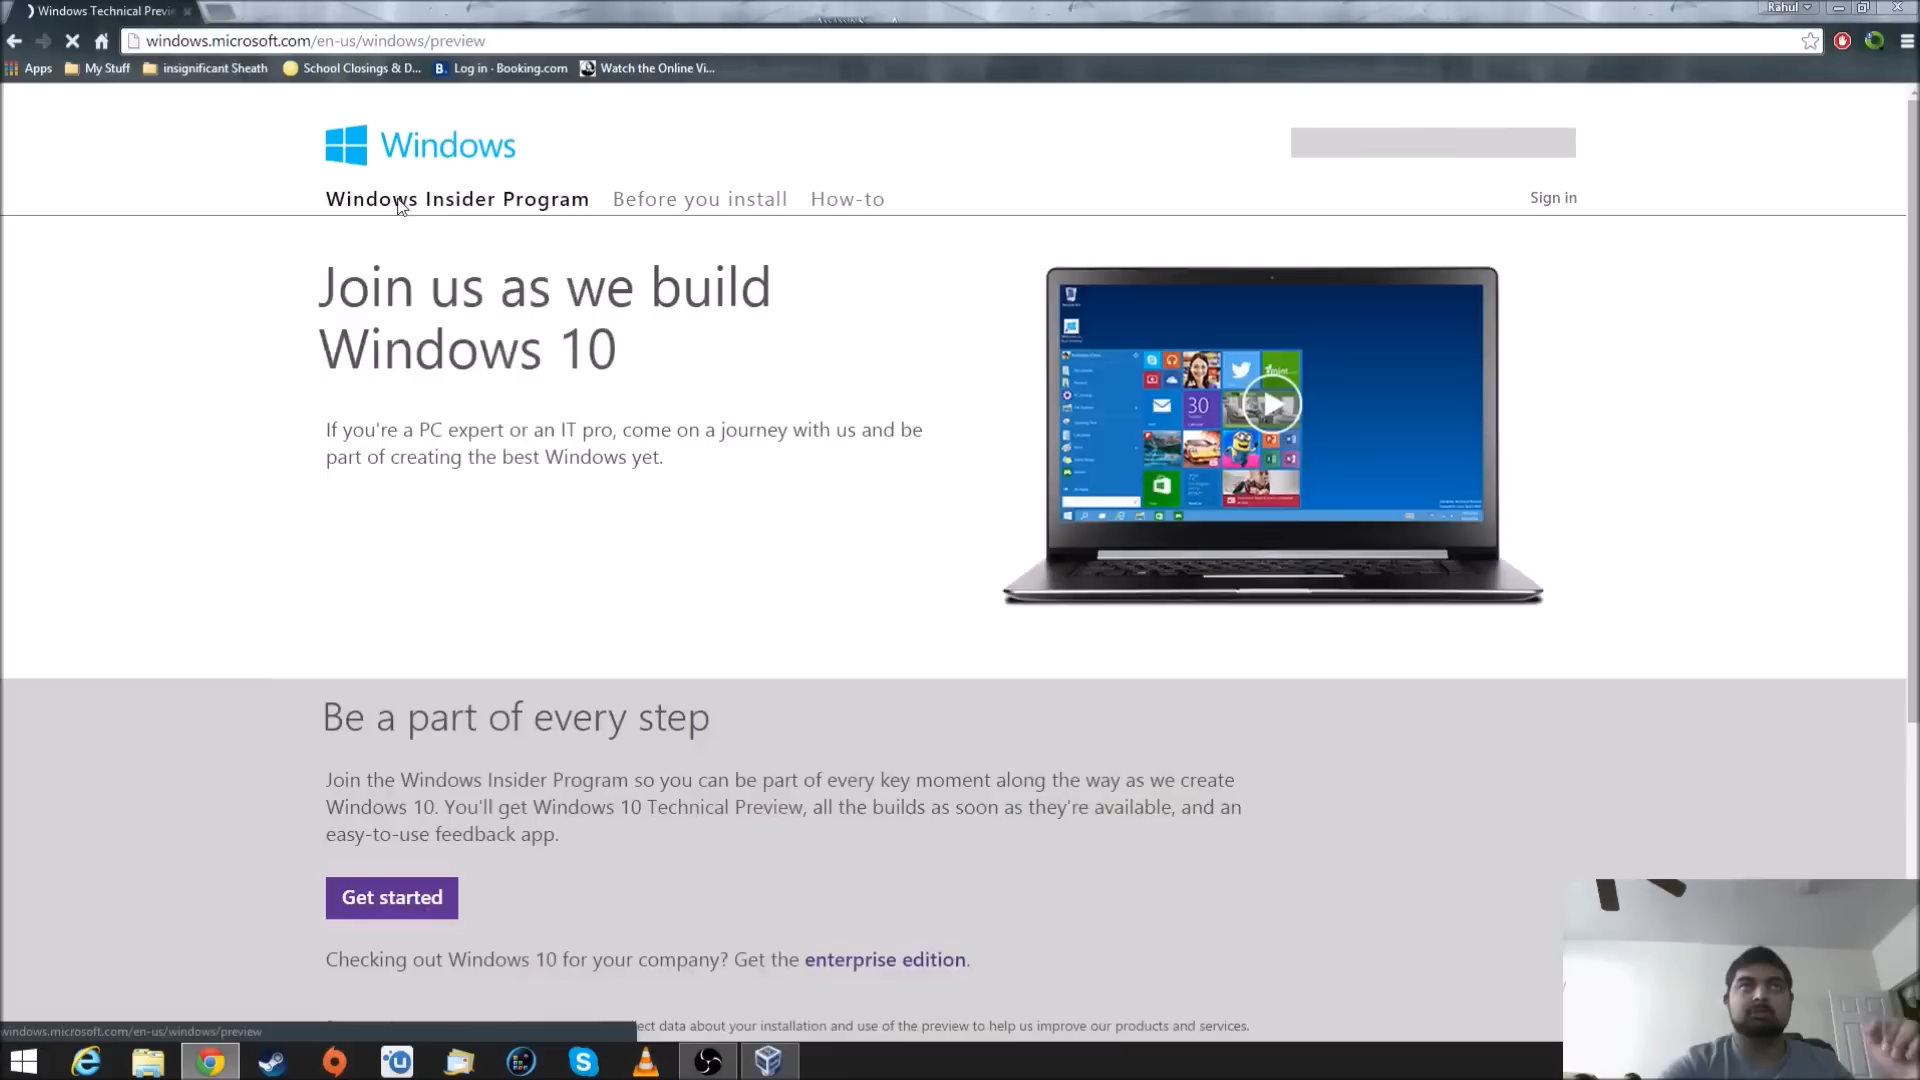 Windows Technical Previe
Rahul
windows.microsoft.com/en-us/windows/preview
Apps My Stuff insignificant Sheath School Closings & D... B. Log in - Booking.com Watch the Online Vi...
Windows
Windows Insider Program Before you install How-to Sign in
Join us as we build
Windows 10
If you're a PC expert or an IT pro, come on a journey with us and be
part of creating the best Windows yet.
mint
30
Be a part of every step
Join the Windows Insider Program so you can be part of every key moment along the way as we create
Windows 10. You'll get Windows 10 Technical Preview, all the builds as soon as they're available, and an
easy-to-use feedback app.
Get started
Checking out Windows 10 for your company? Get the enterprise edition.
ect data about your installation and use of the preview to help us improve our products and services.
windows.microsoft.com/en-us/windows/preview